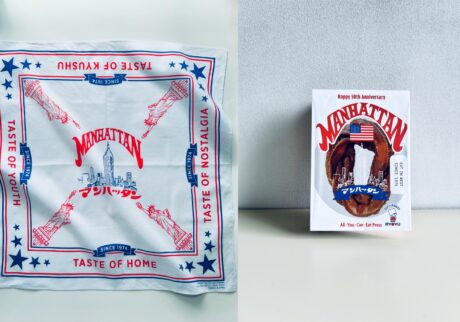 TASTE OF KYUSHU
SINCE 1974
TASTE OF YOUTH
SINCE 1974
MANHATTAN
マンハッタン
SINCE 1974
TASTE OF NOSTALGIA
SINCE 1974
TASTE OF HOME
Happy 50th Anniversary
MANHATTAN
マンハッタン
All・You・Can・Eat Press
RYOYU